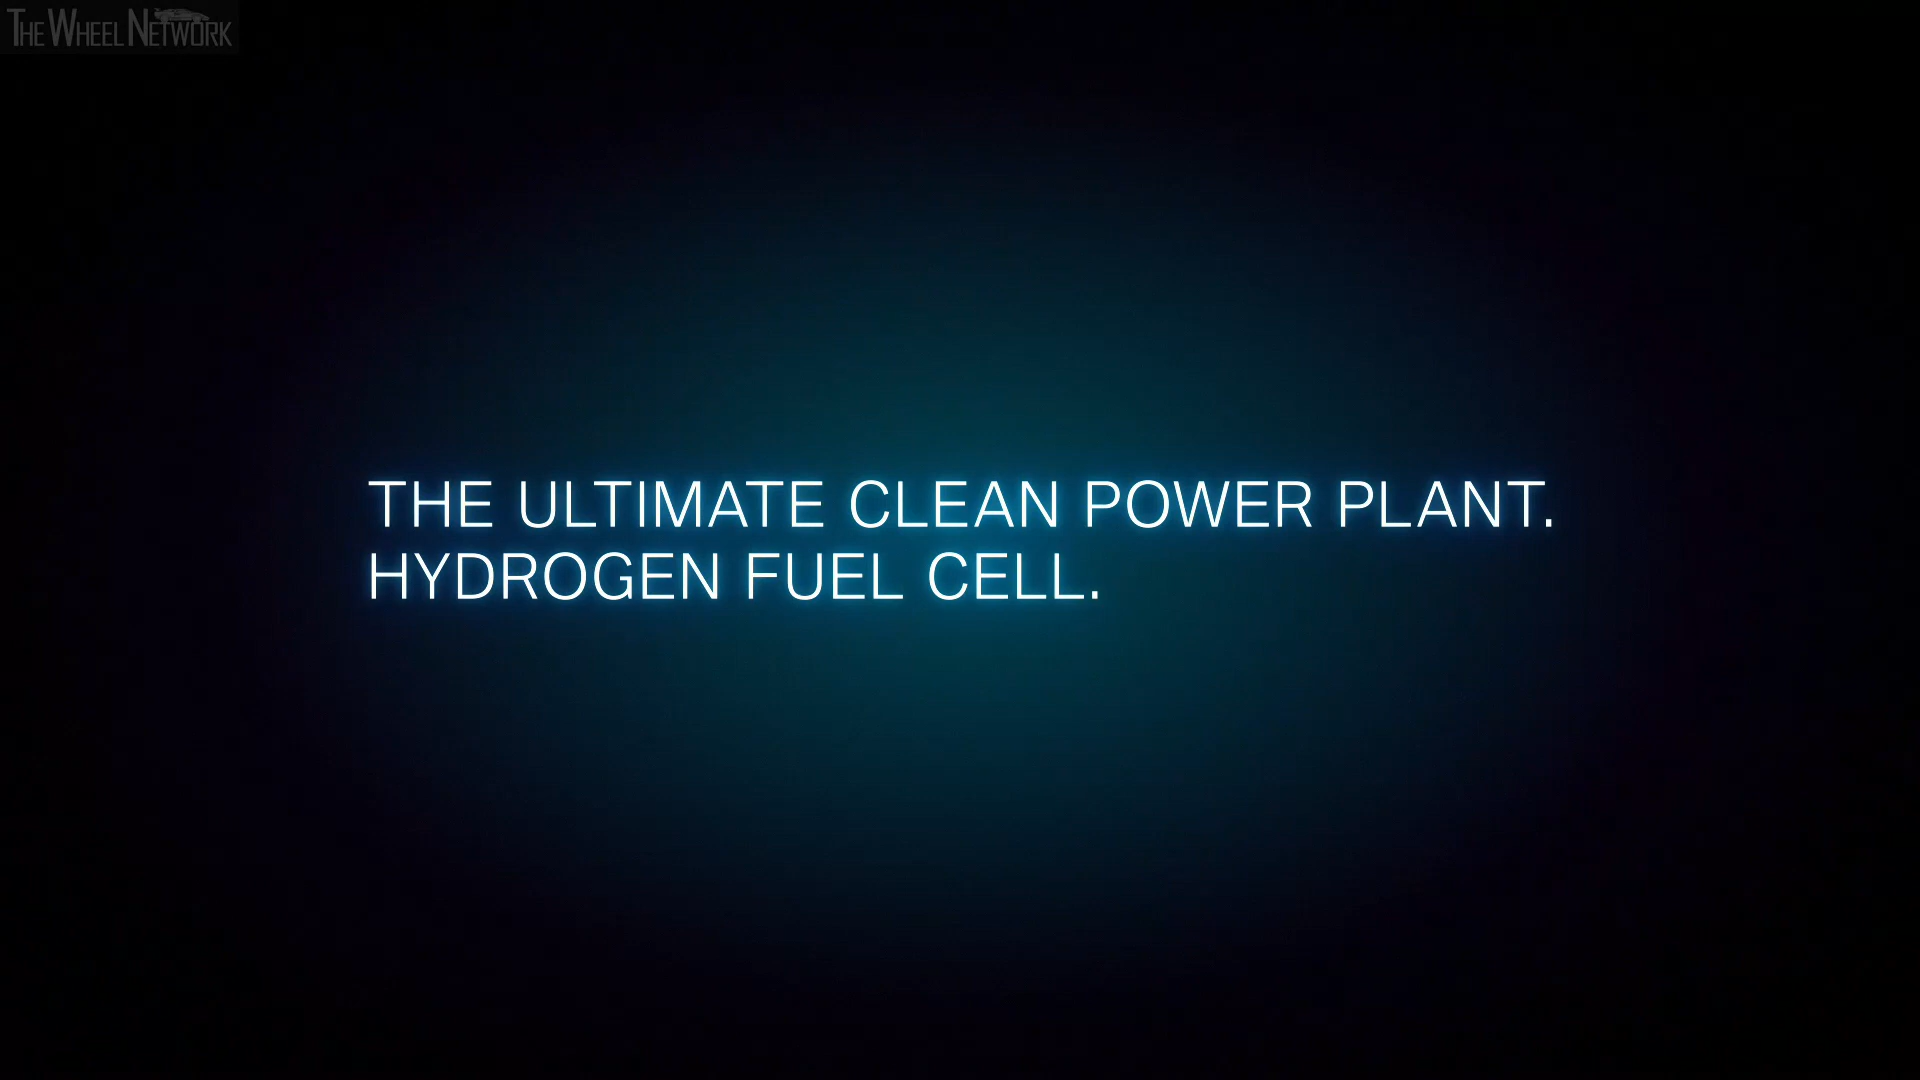 THE WHEEL NETWORK
THE ULTIMATE CLEAN POWER PLANT.
HYDROGEN FUEL CELL.